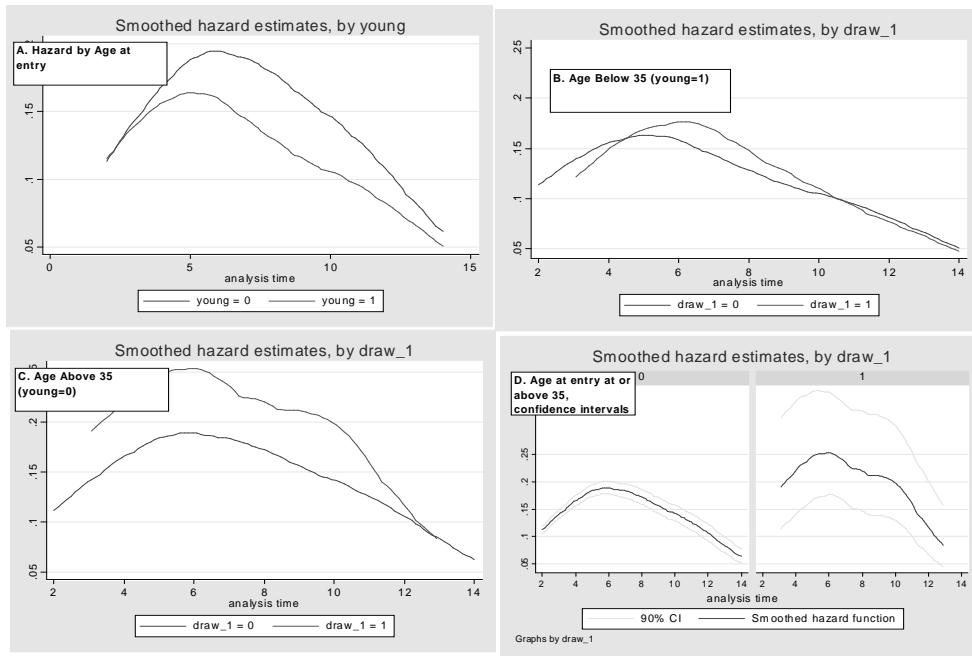 Smoothed hazard estimates, by young
A. Hazard by Age at
entry
.15
.1
.05
0 5 10 15
analysis time
young = 0 young = 1
Smoothed hazard estimates, by draw_1
B. Age Below 35 (young=1)
.25
.2
.15
.1
.05
2 4 6 8 10 12 14
analysis time
draw_1 = 0 draw_1 = 1
Smoothed hazard estimates, by draw_1
C. Age Above 35
(young=0)
.2
.15
.1
.05
2 4 6 8 10 12 14
analysis time
draw_1 = 0 draw_1 = 1
Smoothed hazard estimates, by draw_1
0 1
D. Age at entry at or
above 35,
confidence intervals
.25
.2
.15
.1
.05
2 4 6 8 10 12 14 2 4 6 8 10 12 14
analysis time
90% CI Smoothed hazard function
Graphs by draw_1